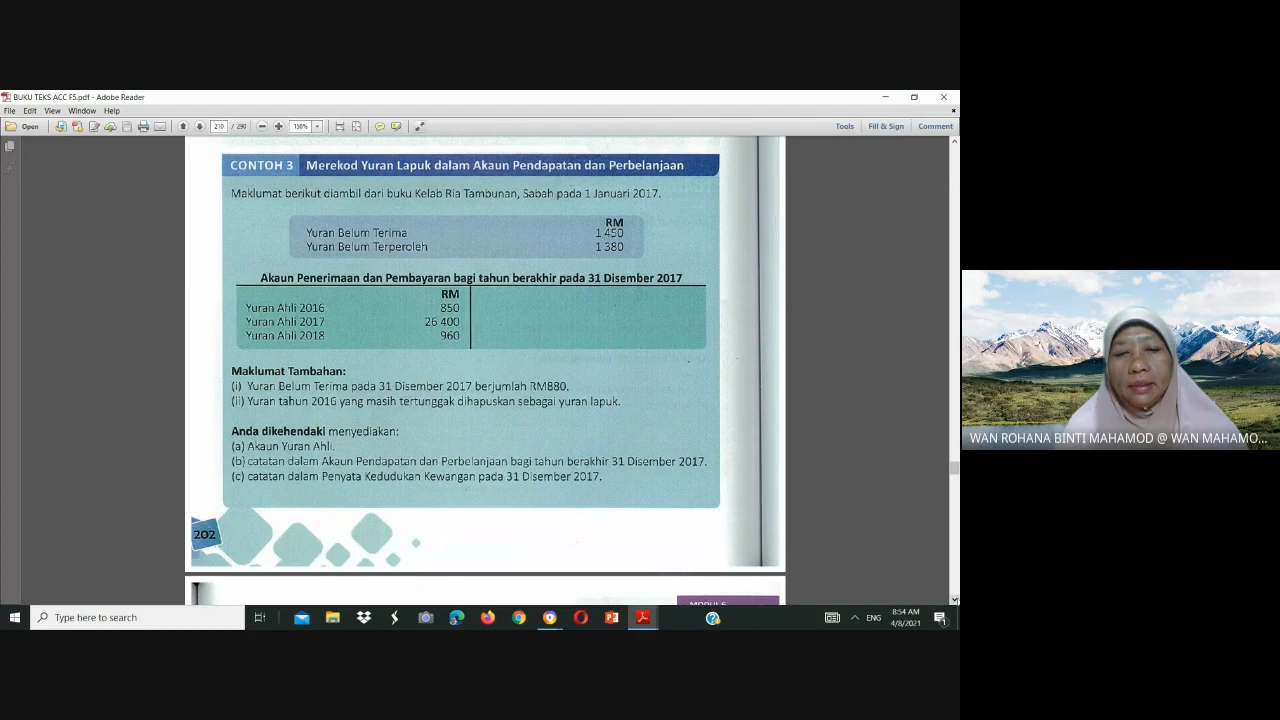 BUKU TEKS ACC F5.pdf - Adobe Reader
File Edit View Window Help
Open 210 / 290 150% Tools Fill & Sign Comment
CONTOH 3 Merekod Yuran Lapuk dalam Akaun Pendapatan dan Perbelanjaan
Maklumat berikut diambil dari buku Kelab Ria Tambunan, Sabah pada 1 Januari 2017.
RM
Yuran Belum Terima 1 450
Yuran Belum Terperoleh 1 380
Akaun Penerimaan dan Pembayaran bagi tahun berakhir pada 31 Disember 2017
RM
Yuran Ahli 2016 850
Yuran Ahli 2017 26 400
Yuran Ahli 2018 960
Maklumat Tambahan:
(i) Yuran Belum Terima pada 31 Disember 2017 berjumlah RM880.
(ii) Yuran tahun 2016 yang masih tertunggak dihapuskan sebagai yuran lapuk.
Anda dikehendaki menyediakan:
(a) Akaun Yuran Ahli.
(b) catatan dalam Akaun Pendapatan dan Perbelanjaan bagi tahun berakhir 31 Disember 2017.
(c) catatan dalam Penyata Kedudukan Kewangan pada 31 Disember 2017.
202
MODUL 6
WAN ROHANA BINTI MAHAMOD @ WAN MAHAMO...
Type here to search
ENG
8:54 AM
4/8/2021